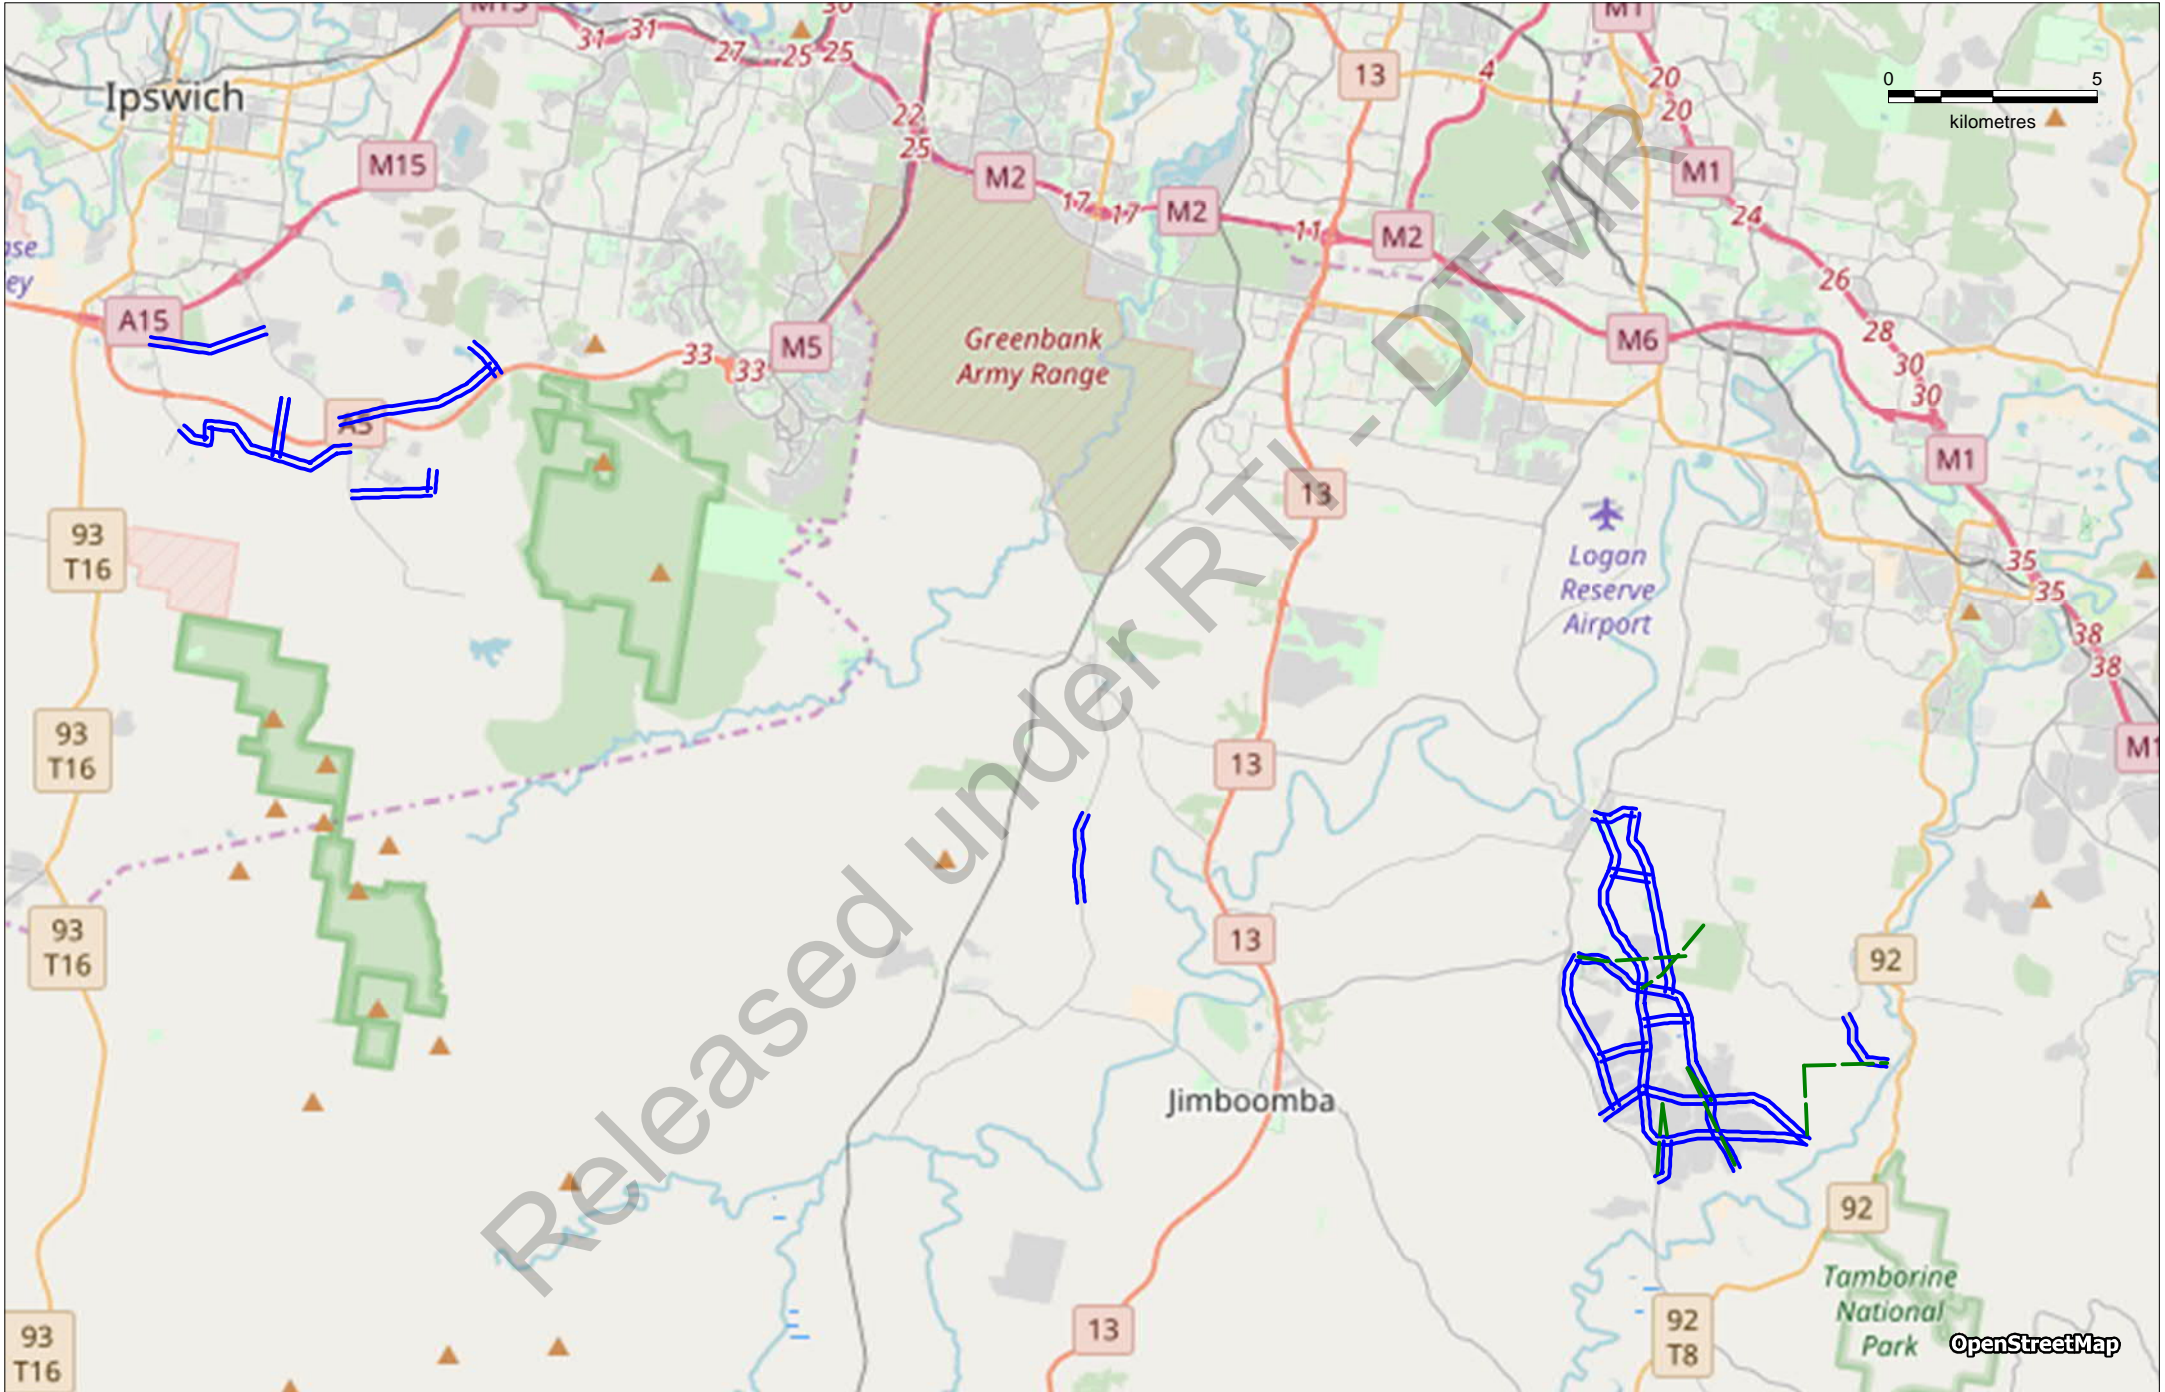 M15
31
31
27
25
25
30
22
25
4
13
M1
20
20
0 5
kilometres
Ipswich
M15
M2
17
17
M2
11
M2
M1
24
26
28
30
30
A15
33
33
M5
Greenbank
Army Range
M6
A5
M1
93
T16
13
Logan
Reserve
Airport
35
35
38
38
93
T16
13
M1
93
T16
13
92
Jimboomba
92
Tamborine
National
Park
93
T16
13
92
T8
OpenStreetMap
Released under RTI - DTMR